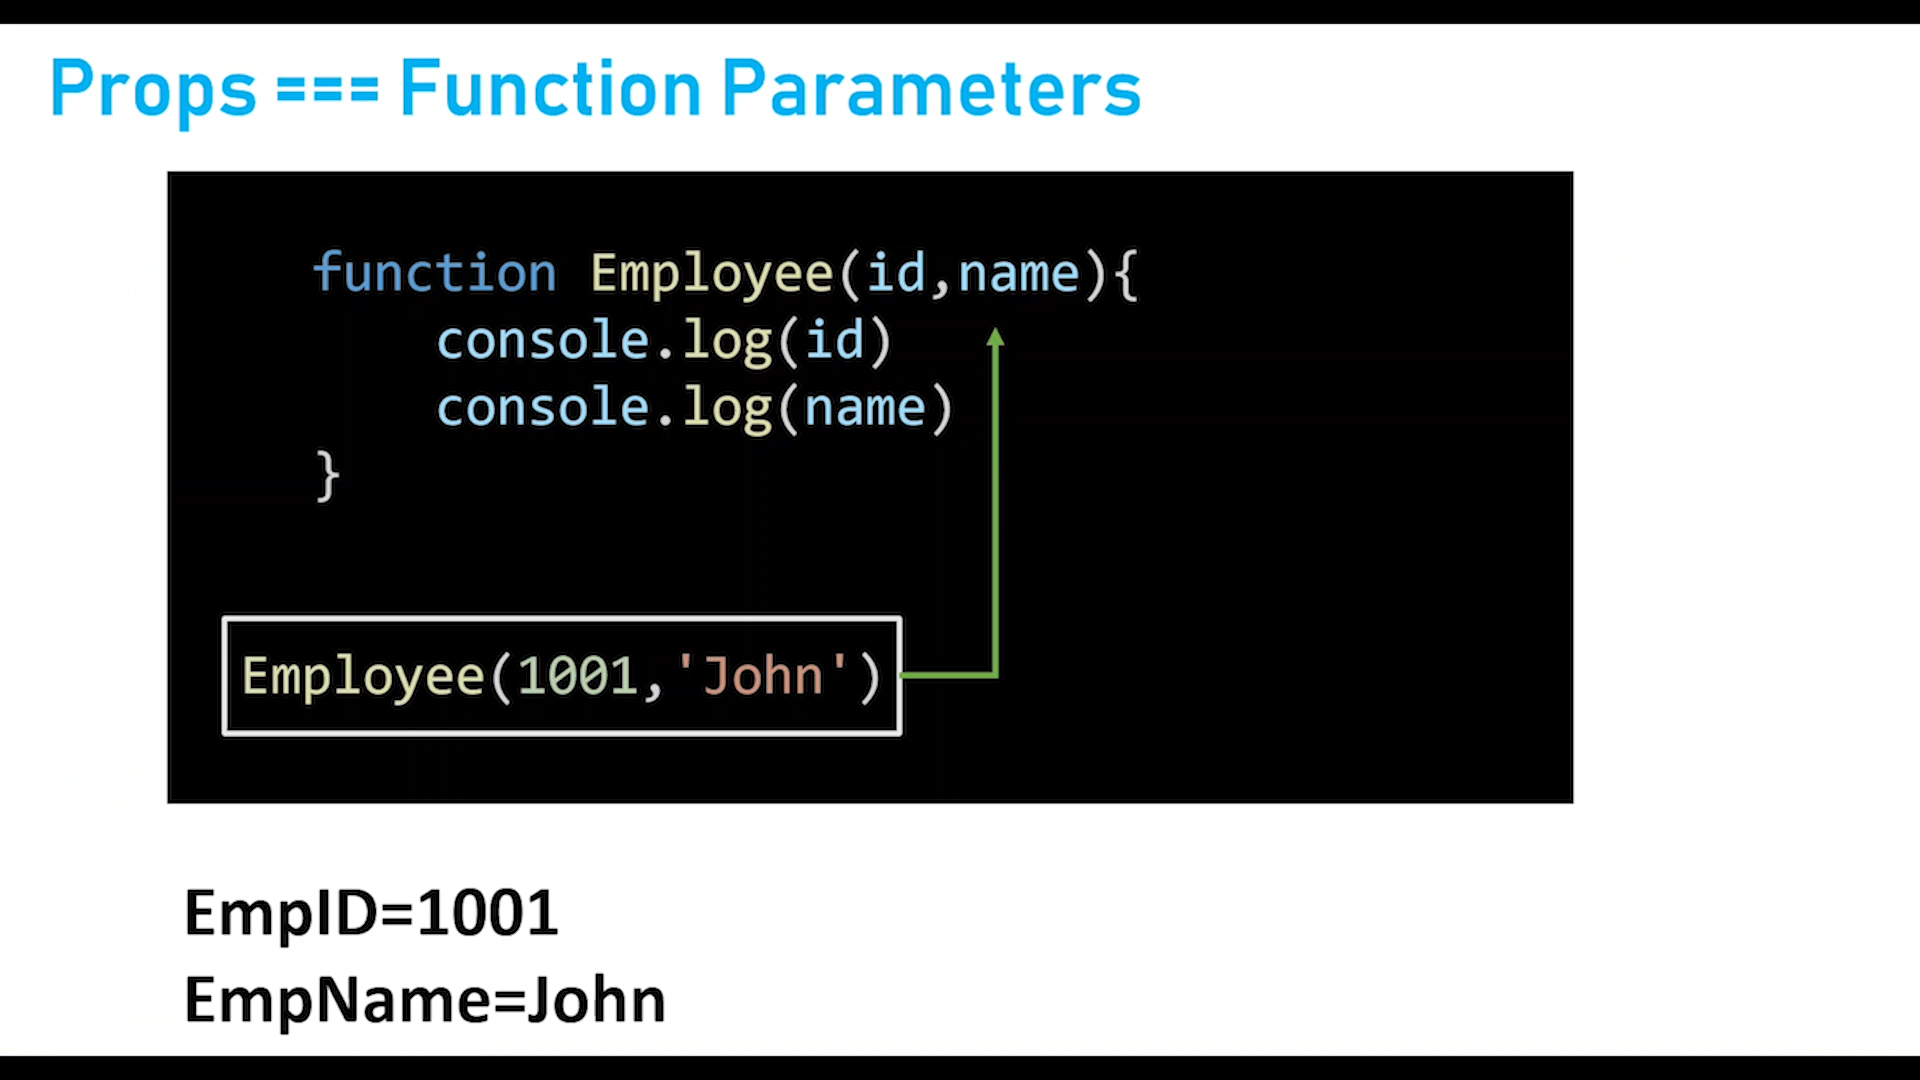 Props === Function Parameters
function Employee(id,name){
console.log(id)
console.log(name)
}
Employee(1001,'John')
EmpID=1001
EmpName=John